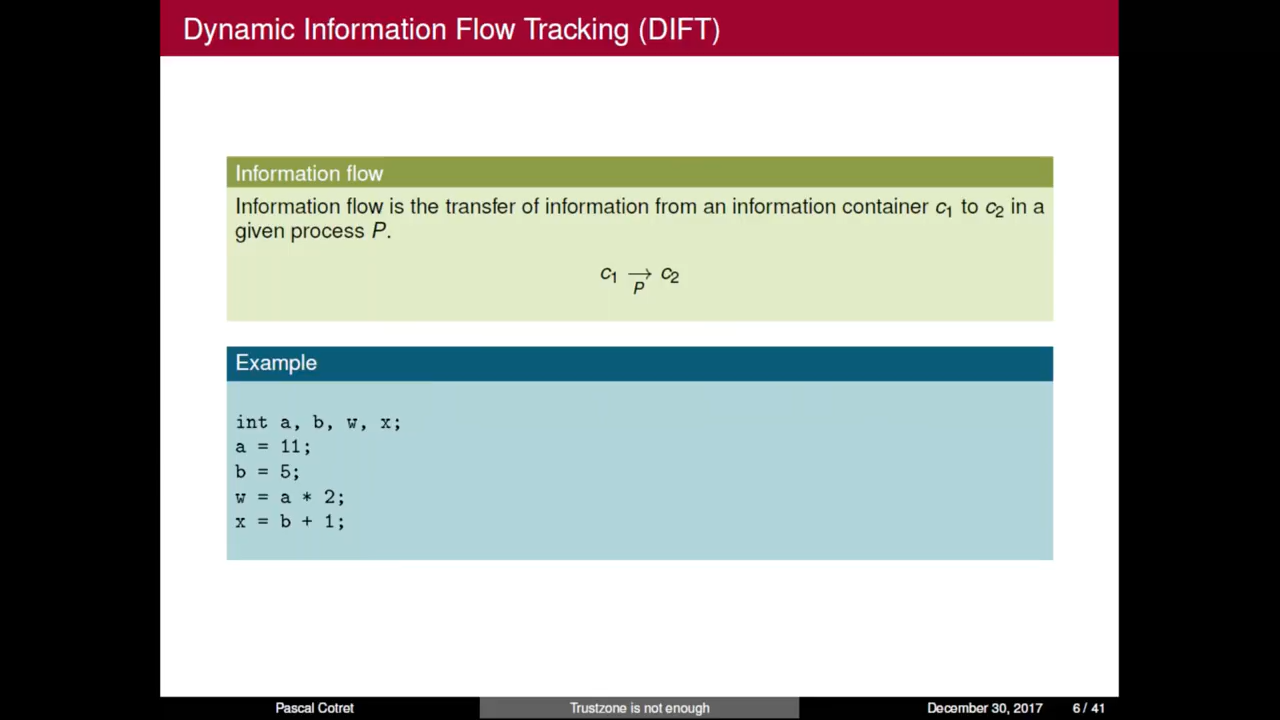 Dynamic Information Flow Tracking (DIFT)
Information flow
Information flow is the transfer of information from an information container c₁ to c₂ in a
given process P.
c₁ → c₂
P
Example
int a, b, w, x;
a = 11;
b = 5;
w = a * 2;
x = b + 1;
Pascal Cotret
Trustzone is not enough
December 30, 2017
6 / 41